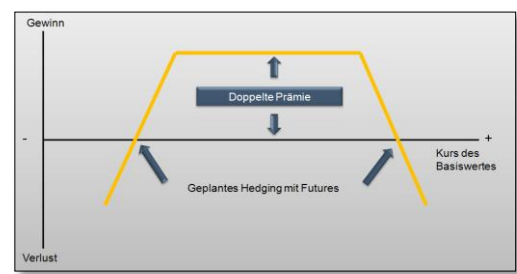 Gewinn
Doppelte Prämie
-
+
Kurs des
Basiswertes
Geplantes Hedging mit Futures
Verlust